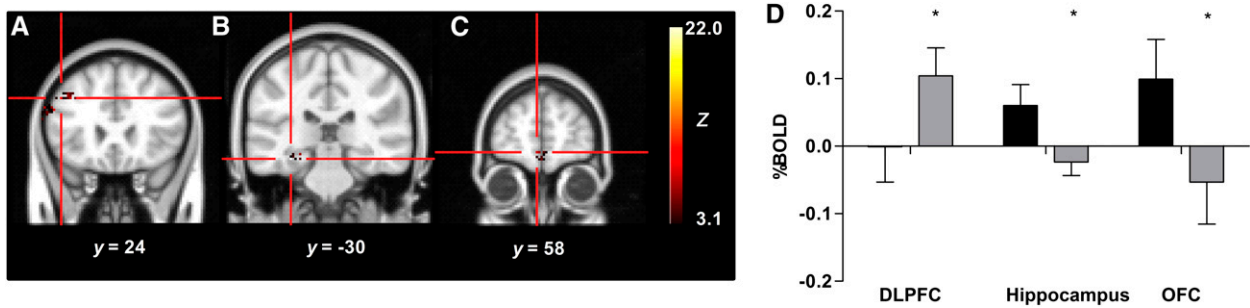 A
B
C
22.0
Z
3.1
y = 24
y = -30
y = 58
D
0.2
0.1
0.0
-0.1
-0.2
%BOLD
*
*
*
DLPFC
Hippocampus
OFC